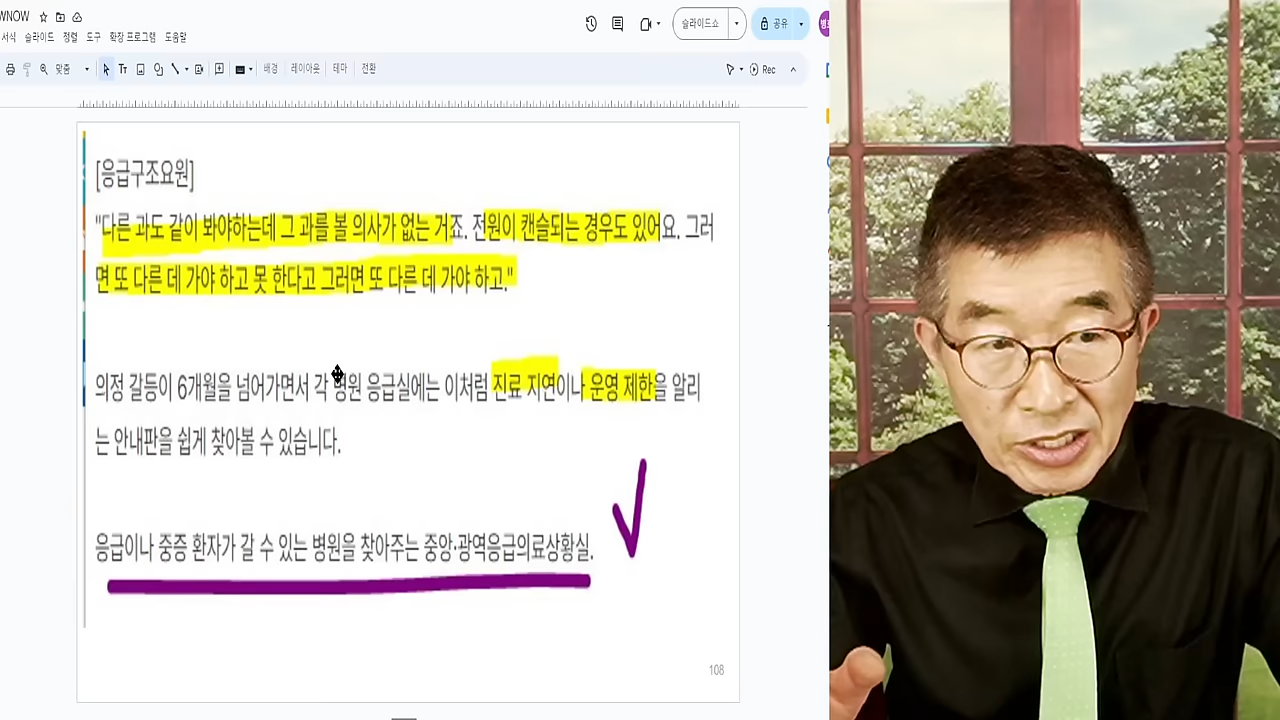 WNOW
서식 슬라이드 정렬 도구 확장 프로그램 도움말
슬라이드쇼
공유
맞춤
배경 레이아웃 테마 전환
Rec
[응급구조요원]
"다른 과도 같이 봐야하는데 그 과를 볼 의사가 없는 거죠. 전원이 캔슬되는 경우도 있어요. 그러
면 또 다른 데 가야 하고 못 한다고 그러면 또 다른 데 가야 하고."
의정 갈등이 6개월을 넘어가면서 각 병원 응급실에는 이처럼 진료 지연이나 운영 제한을 알리
는 안내판을 쉽게 찾아볼 수 있습니다.
응급이나 중증 환자가 갈 수 있는 병원을 찾아주는 중앙·광역응급의료상황실.
108